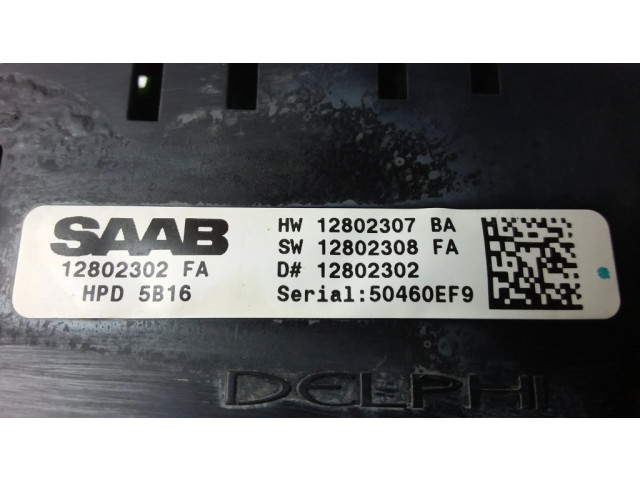 SAAB
12802302 FA
HPD 5B16
HW 12802307 BA
SW 12802308 FA
D# 12802302
Serial:50460EF9
DELPHI